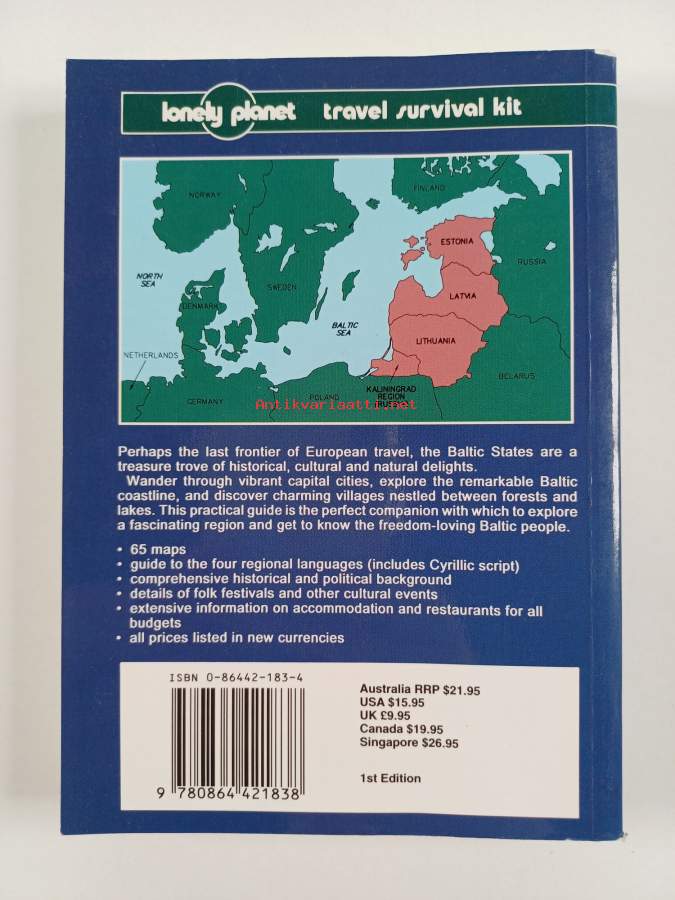 lonely planet travel survival kit
NORWAY
FINLAND
ESTONIA
RUSSIA
NORTH
SEA
SWEDEN
LATVIA
DENMARK
BALTIC
SEA
LITHUANIA
NETHERLANDS
BELARUS
KALININGRAD
REGION
(RUSSIA)
GERMANY
POLAND
Antikvariaatti.net
Perhaps the last frontier of European travel, the Baltic States are a
treasure trove of historical, cultural and natural delights.
Wander through vibrant capital cities, explore the remarkable Baltic
coastline, and discover charming villages nestled between forests and
lakes. This practical guide is the perfect companion with which to explore
a fascinating region and get to know the freedom-loving Baltic people.
• 65 maps
• guide to the four regional languages (includes Cyrillic script)
• comprehensive historical and political background
• details of folk festivals and other cultural events
• extensive information on accommodation and restaurants for all
budgets
• all prices listed in new currencies
ISBN 0-86442-183-4
9 780864 421838
Australia RRP $21.95
USA $15.95
UK £9.95
Canada $19.95
Singapore $26.95
1st Edition